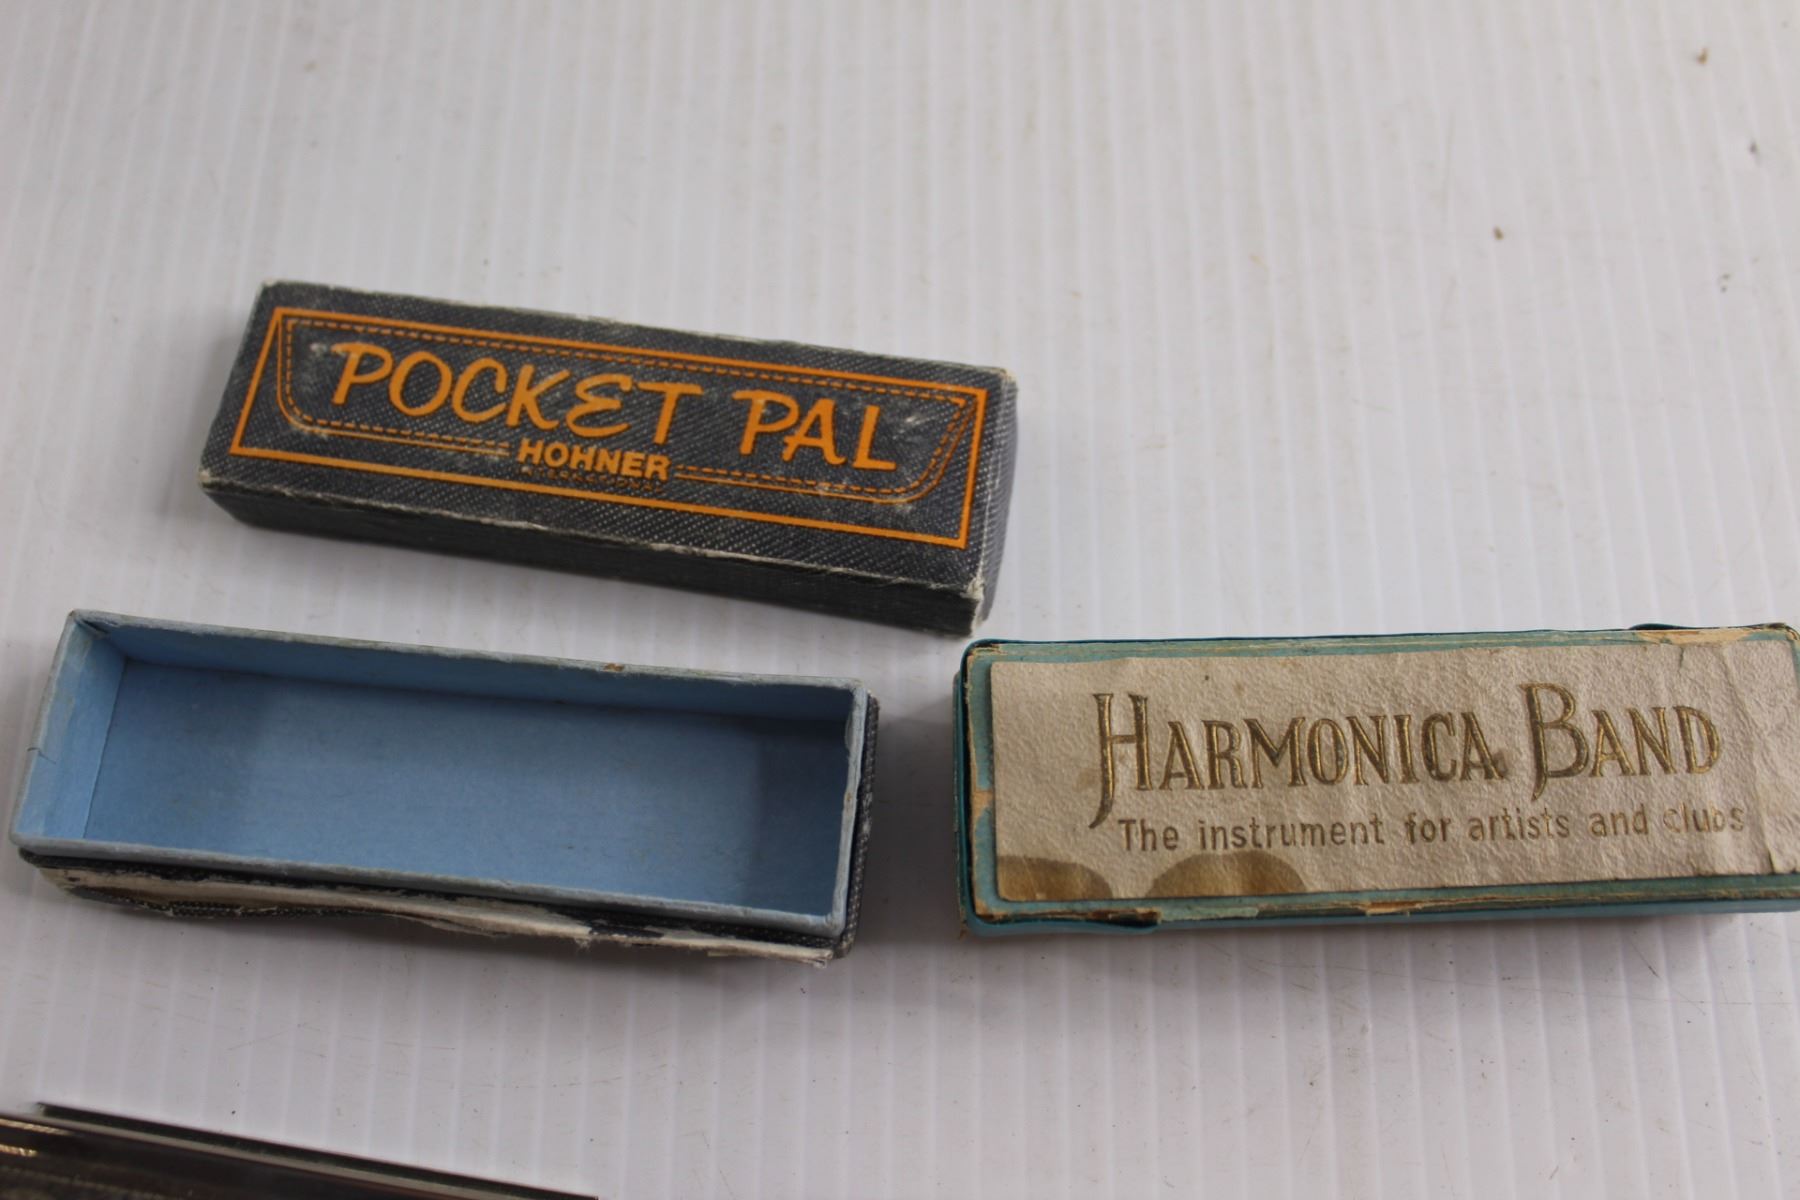 POCKET PAL
HOHNER
HARMONICA BAND
The instrument for artists and clubs